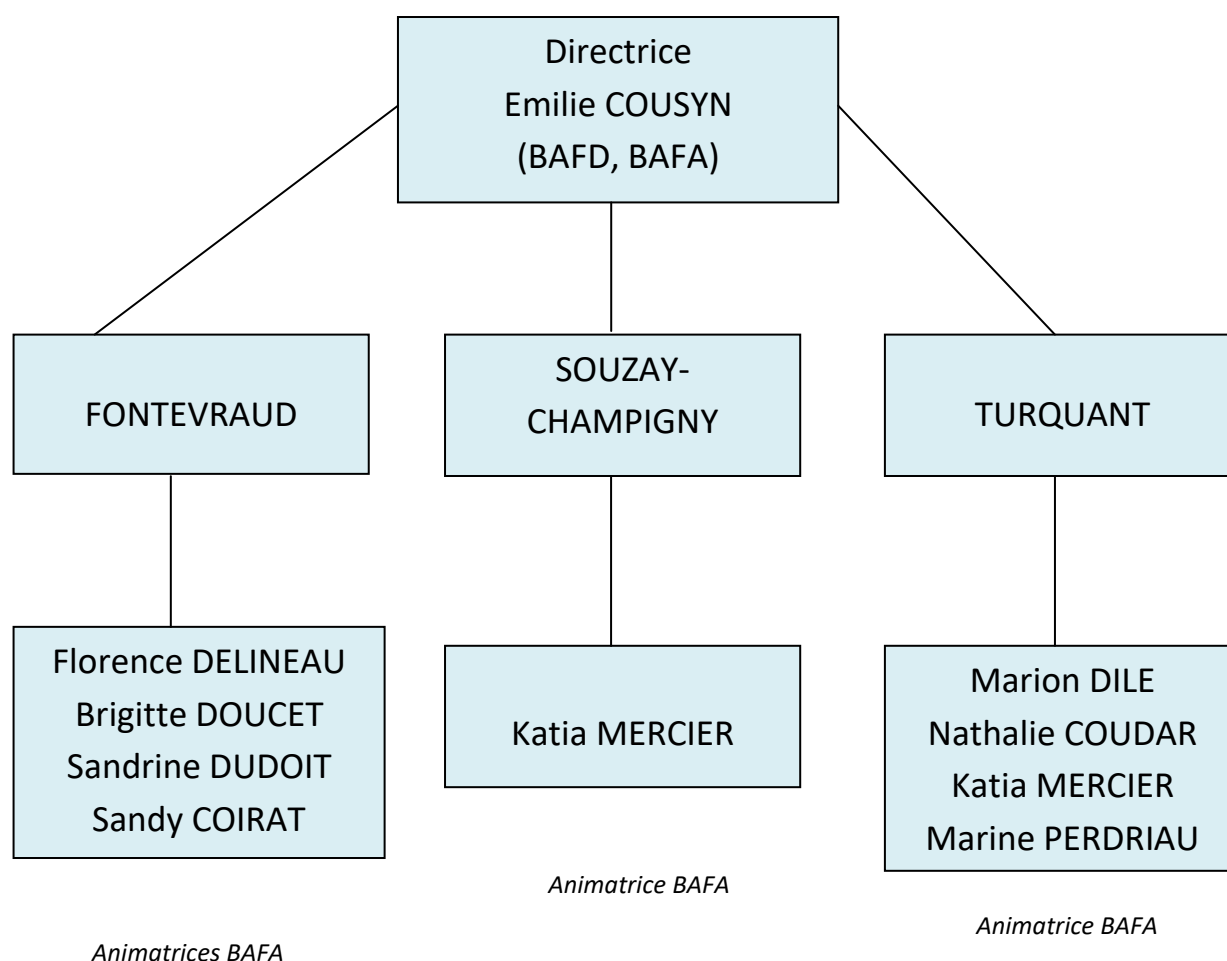 Directrice
Emilie COUSYN
(BAFD, BAFA)
FONTEVRAUD
SOUZAY-
CHAMPIGNY
TURQUANT
Florence DELINEAU
Brigitte DOUCET
Sandrine DUDOIT
Sandy COIRAT
Katia MERCIER
Marion DILE
Nathalie COUDAR
Katia MERCIER
Marine PERDRIAU
Animatrice BAFA
Animatrice BAFA
Animatrices BAFA